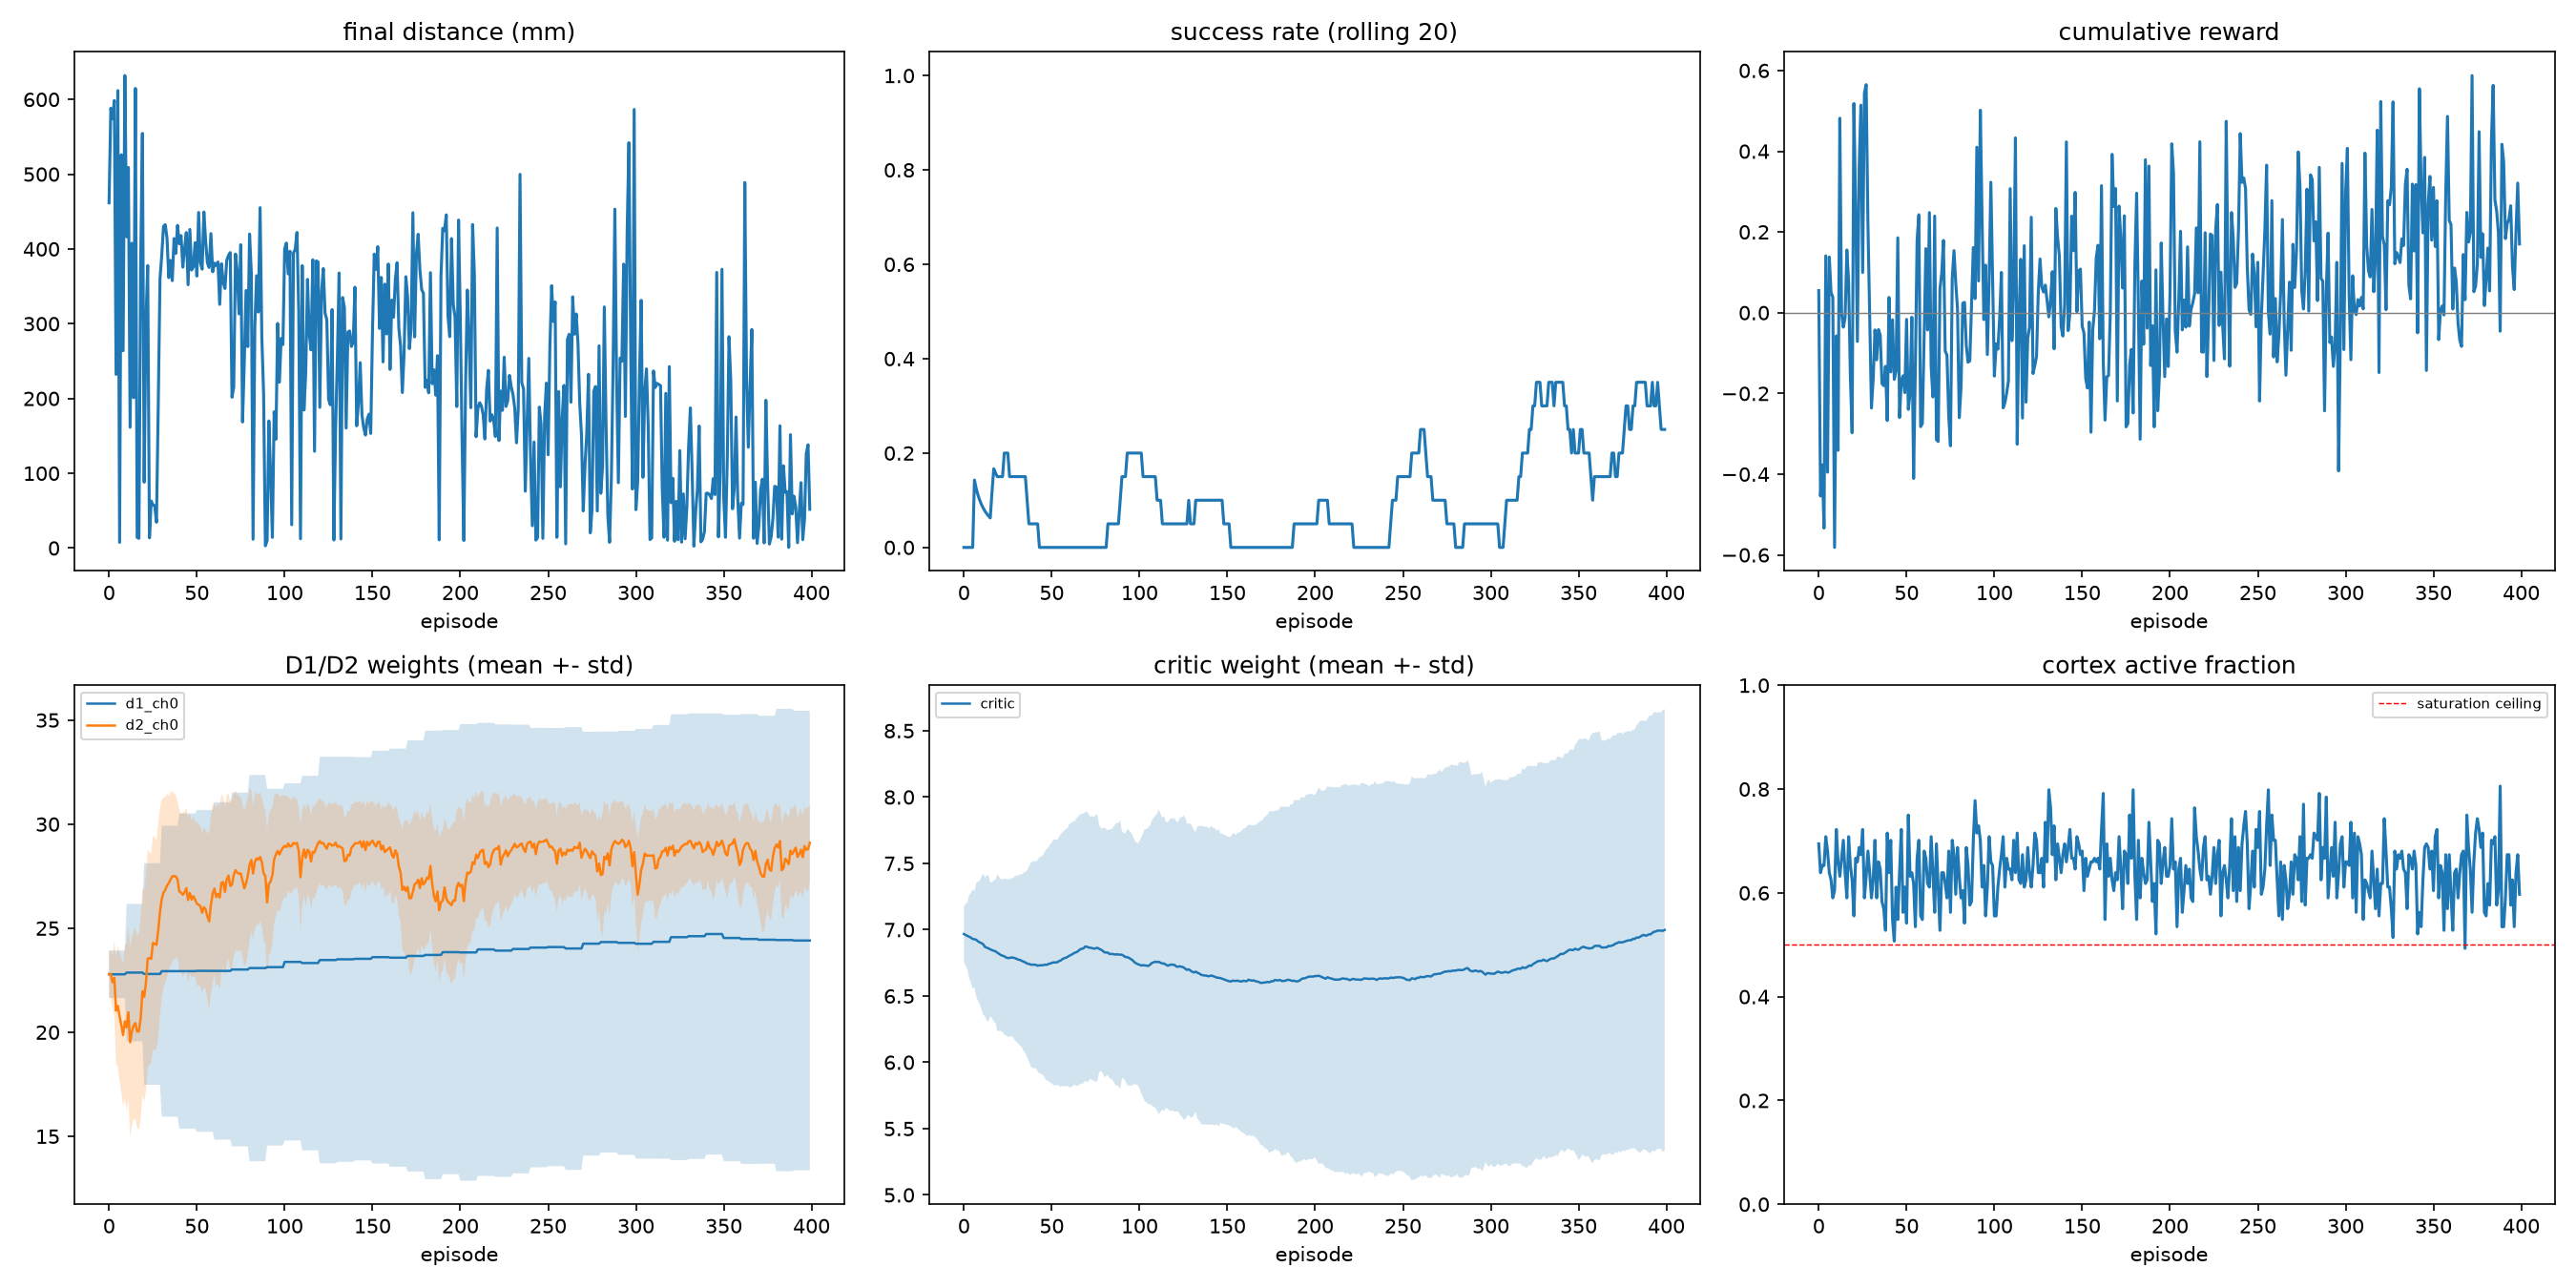 final distance (mm)
600
500
400
300
200
100
0
0 50 100 150 200 250 300 350 400
episode
success rate (rolling 20)
1.0
0.8
0.6
0.4
0.2
0.0
0 50 100 150 200 250 300 350 400
episode
cumulative reward
0.6
0.4
0.2
0.0
−0.2
−0.4
−0.6
0 50 100 150 200 250 300 350 400
episode
D1/D2 weights (mean +- std)
d1_ch0
d2_ch0
35
30
25
20
15
0 50 100 150 200 250 300 350 400
episode
critic weight (mean +- std)
critic
8.5
8.0
7.5
7.0
6.5
6.0
5.5
5.0
0 50 100 150 200 250 300 350 400
episode
cortex active fraction
saturation ceiling
1.0
0.8
0.6
0.4
0.2
0.0
0 50 100 150 200 250 300 350 400
episode